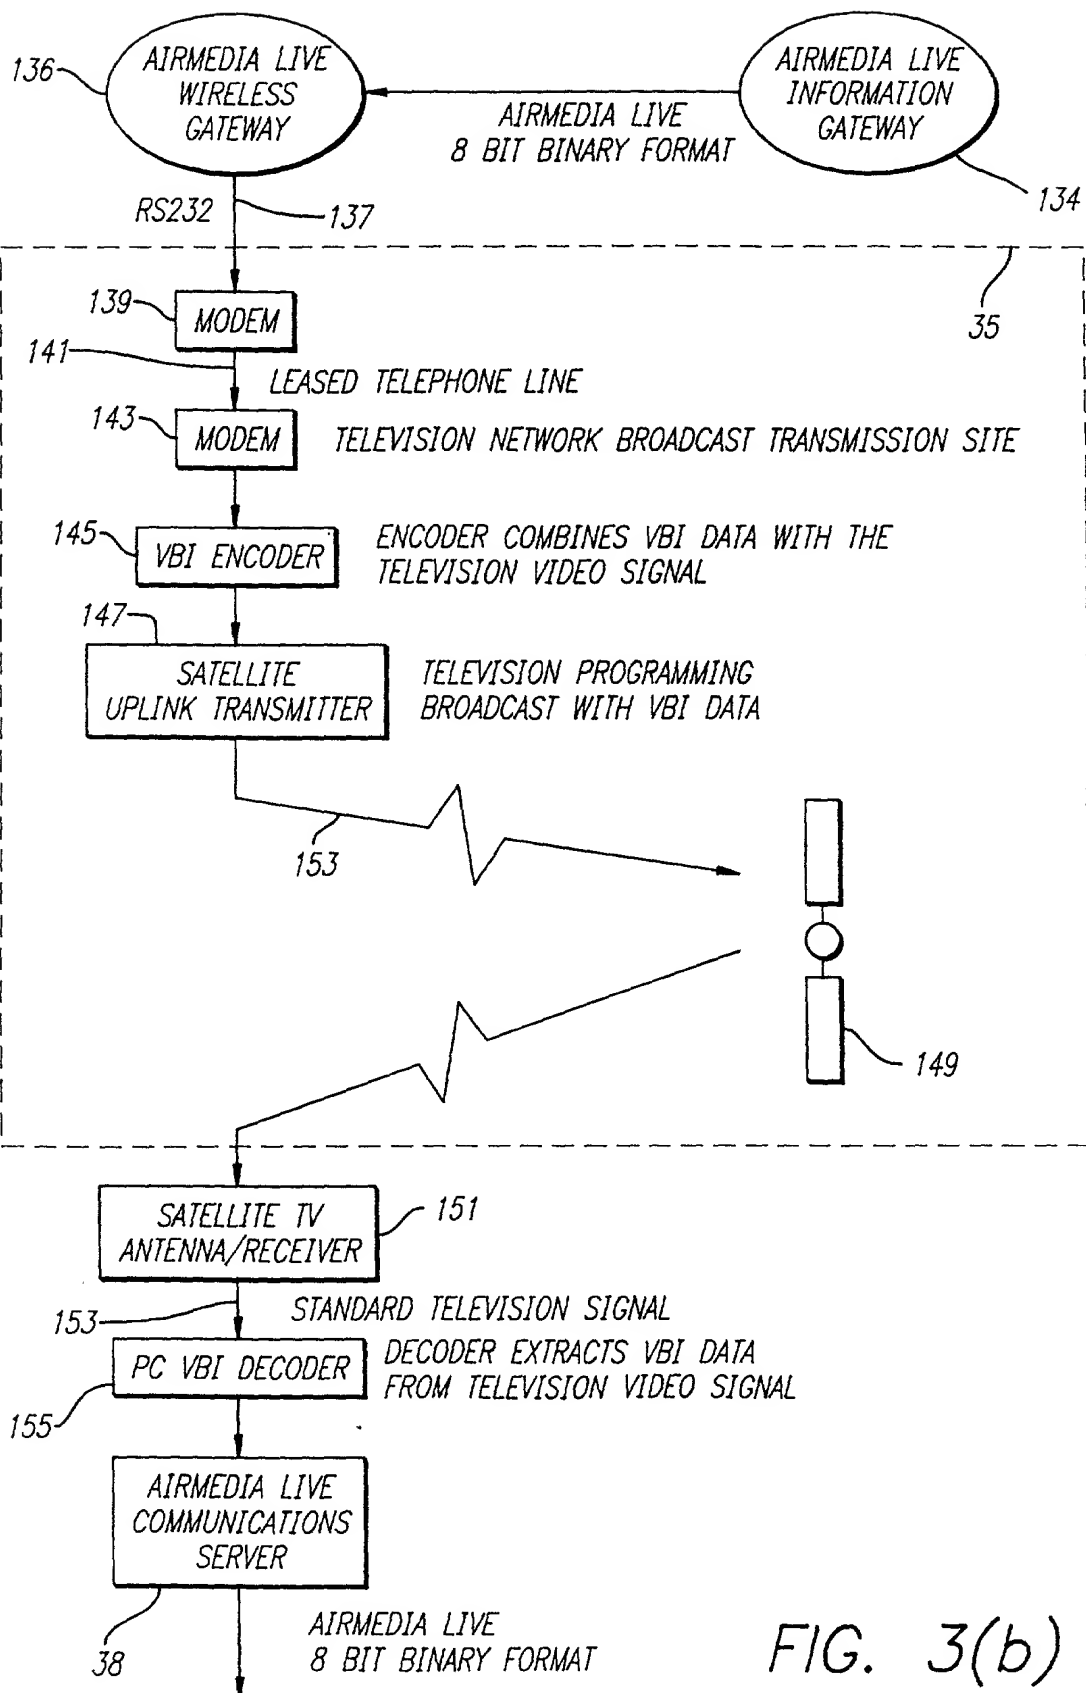 AIRMEDIA LIVE
WIRELESS
GATEWAY
136
AIRMEDIA LIVE
INFORMATION
GATEWAY
134
AIRMEDIA LIVE
8 BIT BINARY FORMAT
RS232
137
35
139
MODEM
141
LEASED TELEPHONE LINE
143
MODEM
TELEVISION NETWORK BROADCAST TRANSMISSION SITE
145
VBI ENCODER
ENCODER COMBINES VBI DATA WITH THE
TELEVISION VIDEO SIGNAL
147
SATELLITE
UPLINK TRANSMITTER
TELEVISION PROGRAMMING
BROADCAST WITH VBI DATA
153
149
SATELLITE TV
ANTENNA/RECEIVER
151
153
STANDARD TELEVISION SIGNAL
PC VBI DECODER
DECODER EXTRACTS VBI DATA
FROM TELEVISION VIDEO SIGNAL
155
AIRMEDIA LIVE
COMMUNICATIONS
SERVER
38
AIRMEDIA LIVE
8 BIT BINARY FORMAT
FIG. 3(b)